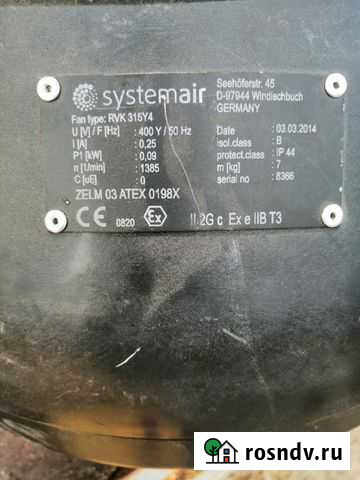 systemair
Seehöferstr. 45
D-97944 Windischbuch
GERMANY
Fan type: RVK 315Y4
U [V] / F [Hz] : 400 Y / 50 Hz
I [A] : 0,25
P1 [kW] : 0,09
n [1/min] : 1385
C [uF] : 0
Date : 03.03.2014
isol.class : B
protect.class : IP 44
m [kg] : 7
serial no : 8366
ZELM 03 ATEX 0198X
CE 0820 Ex II 2G c Ex e IIB T3
rosndv.ru